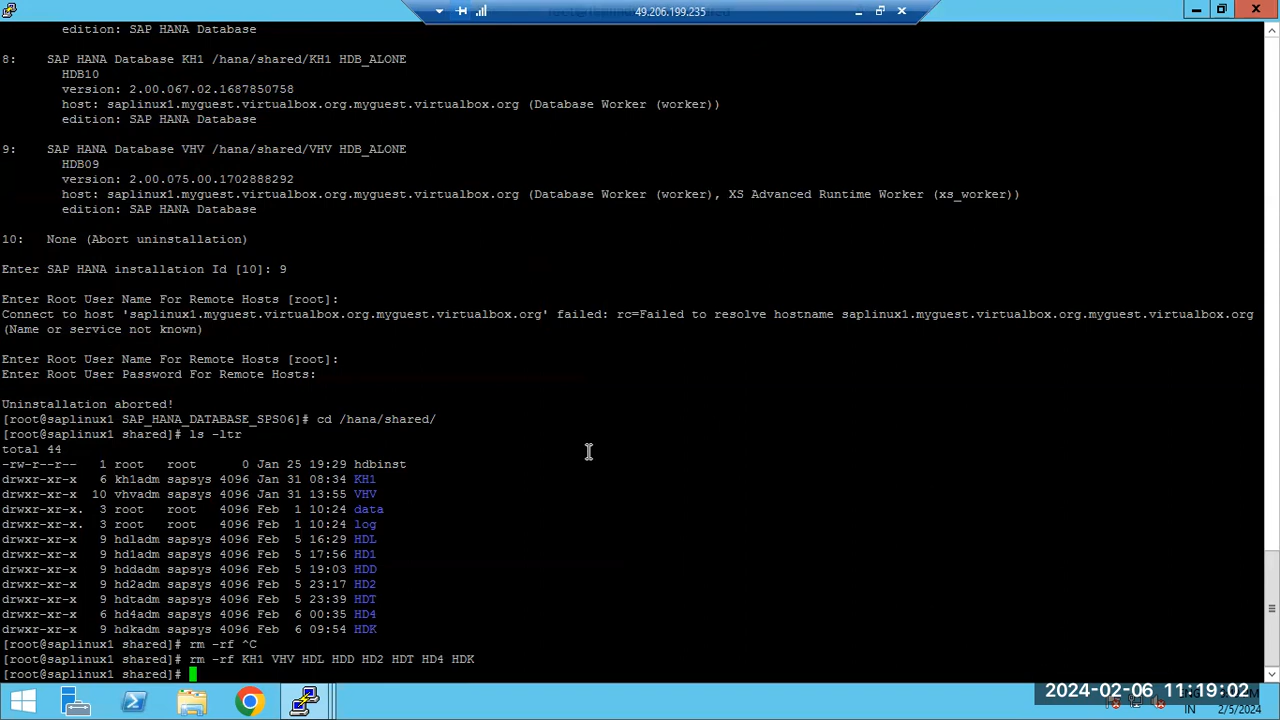 49.206.199.235
edition: SAP HANA Database
8: SAP HANA Database KH1 /hana/shared/KH1 HDB_ALONE
HDB10
version: 2.00.067.02.1687850758
host: saplinux1.myguest.virtualbox.org.myguest.virtualbox.org (Database Worker (worker))
edition: SAP HANA Database
9: SAP HANA Database VHV /hana/shared/VHV HDB_ALONE
HDB09
version: 2.00.075.00.1702888292
host: saplinux1.myguest.virtualbox.org.myguest.virtualbox.org (Database Worker (worker), XS Advanced Runtime Worker (xs_worker))
edition: SAP HANA Database
10: None (Abort uninstallation)
Enter SAP HANA installation Id [10]: 9
Enter Root User Name For Remote Hosts [root]:
Connect to host 'saplinux1.myguest.virtualbox.org.myguest.virtualbox.org' failed: rc=Failed to resolve hostname saplinux1.myguest.virtualbox.org.myguest.virtualbox.org
(Name or service not known)
Enter Root User Name For Remote Hosts [root]:
Enter Root User Password For Remote Hosts:
Uninstallation aborted!
[root@saplinux1 SAP_HANA_DATABASE_SPS06]# cd /hana/shared/
[root@saplinux1 shared]# ls -ltr
total 44
-rw-r--r-- 1 root root 0 Jan 25 19:29 hdbinst
drwxr-xr-x 6 kh1adm sapsys 4096 Jan 31 08:34 KH1
drwxr-xr-x 10 vhvadm sapsys 4096 Jan 31 13:55 VHV
drwxr-xr-x. 3 root root 4096 Feb 1 10:24 data
drwxr-xr-x. 3 root root 4096 Feb 1 10:24 log
drwxr-xr-x 9 hdladm sapsys 4096 Feb 5 16:29 HDL
drwxr-xr-x 9 hd1adm sapsys 4096 Feb 5 17:56 HD1
drwxr-xr-x 9 hddadm sapsys 4096 Feb 5 19:03 HDD
drwxr-xr-x 9 hd2adm sapsys 4096 Feb 5 23:17 HD2
drwxr-xr-x 9 hdtadm sapsys 4096 Feb 5 23:39 HDT
drwxr-xr-x 6 hd4adm sapsys 4096 Feb 6 00:35 HD4
drwxr-xr-x 9 hdkadm sapsys 4096 Feb 6 09:54 HDK
[root@saplinux1 shared]# rm -rf ^C
[root@saplinux1 shared]# rm -rf KH1 VHV HDL HDD HD2 HDT HD4 HDK
[root@saplinux1 shared]#
2024-02-06 11:19:02
IN 2/5/2024